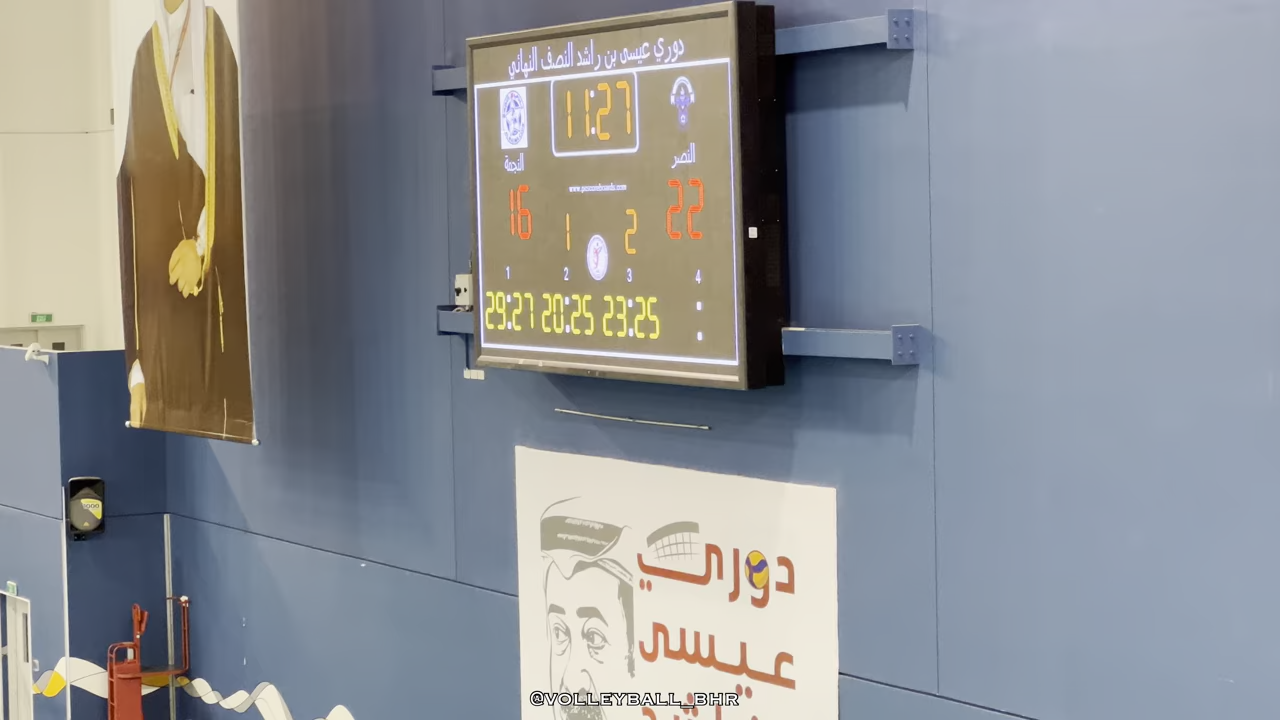 دوري عيسى بن راشد النصف النهائي
11:27
النجمة
النصر
16
1
2
22
1 2 3 4
29:27 20:25 23:25 :
دوري
عيسى
@VOLLEYBALL_BHR